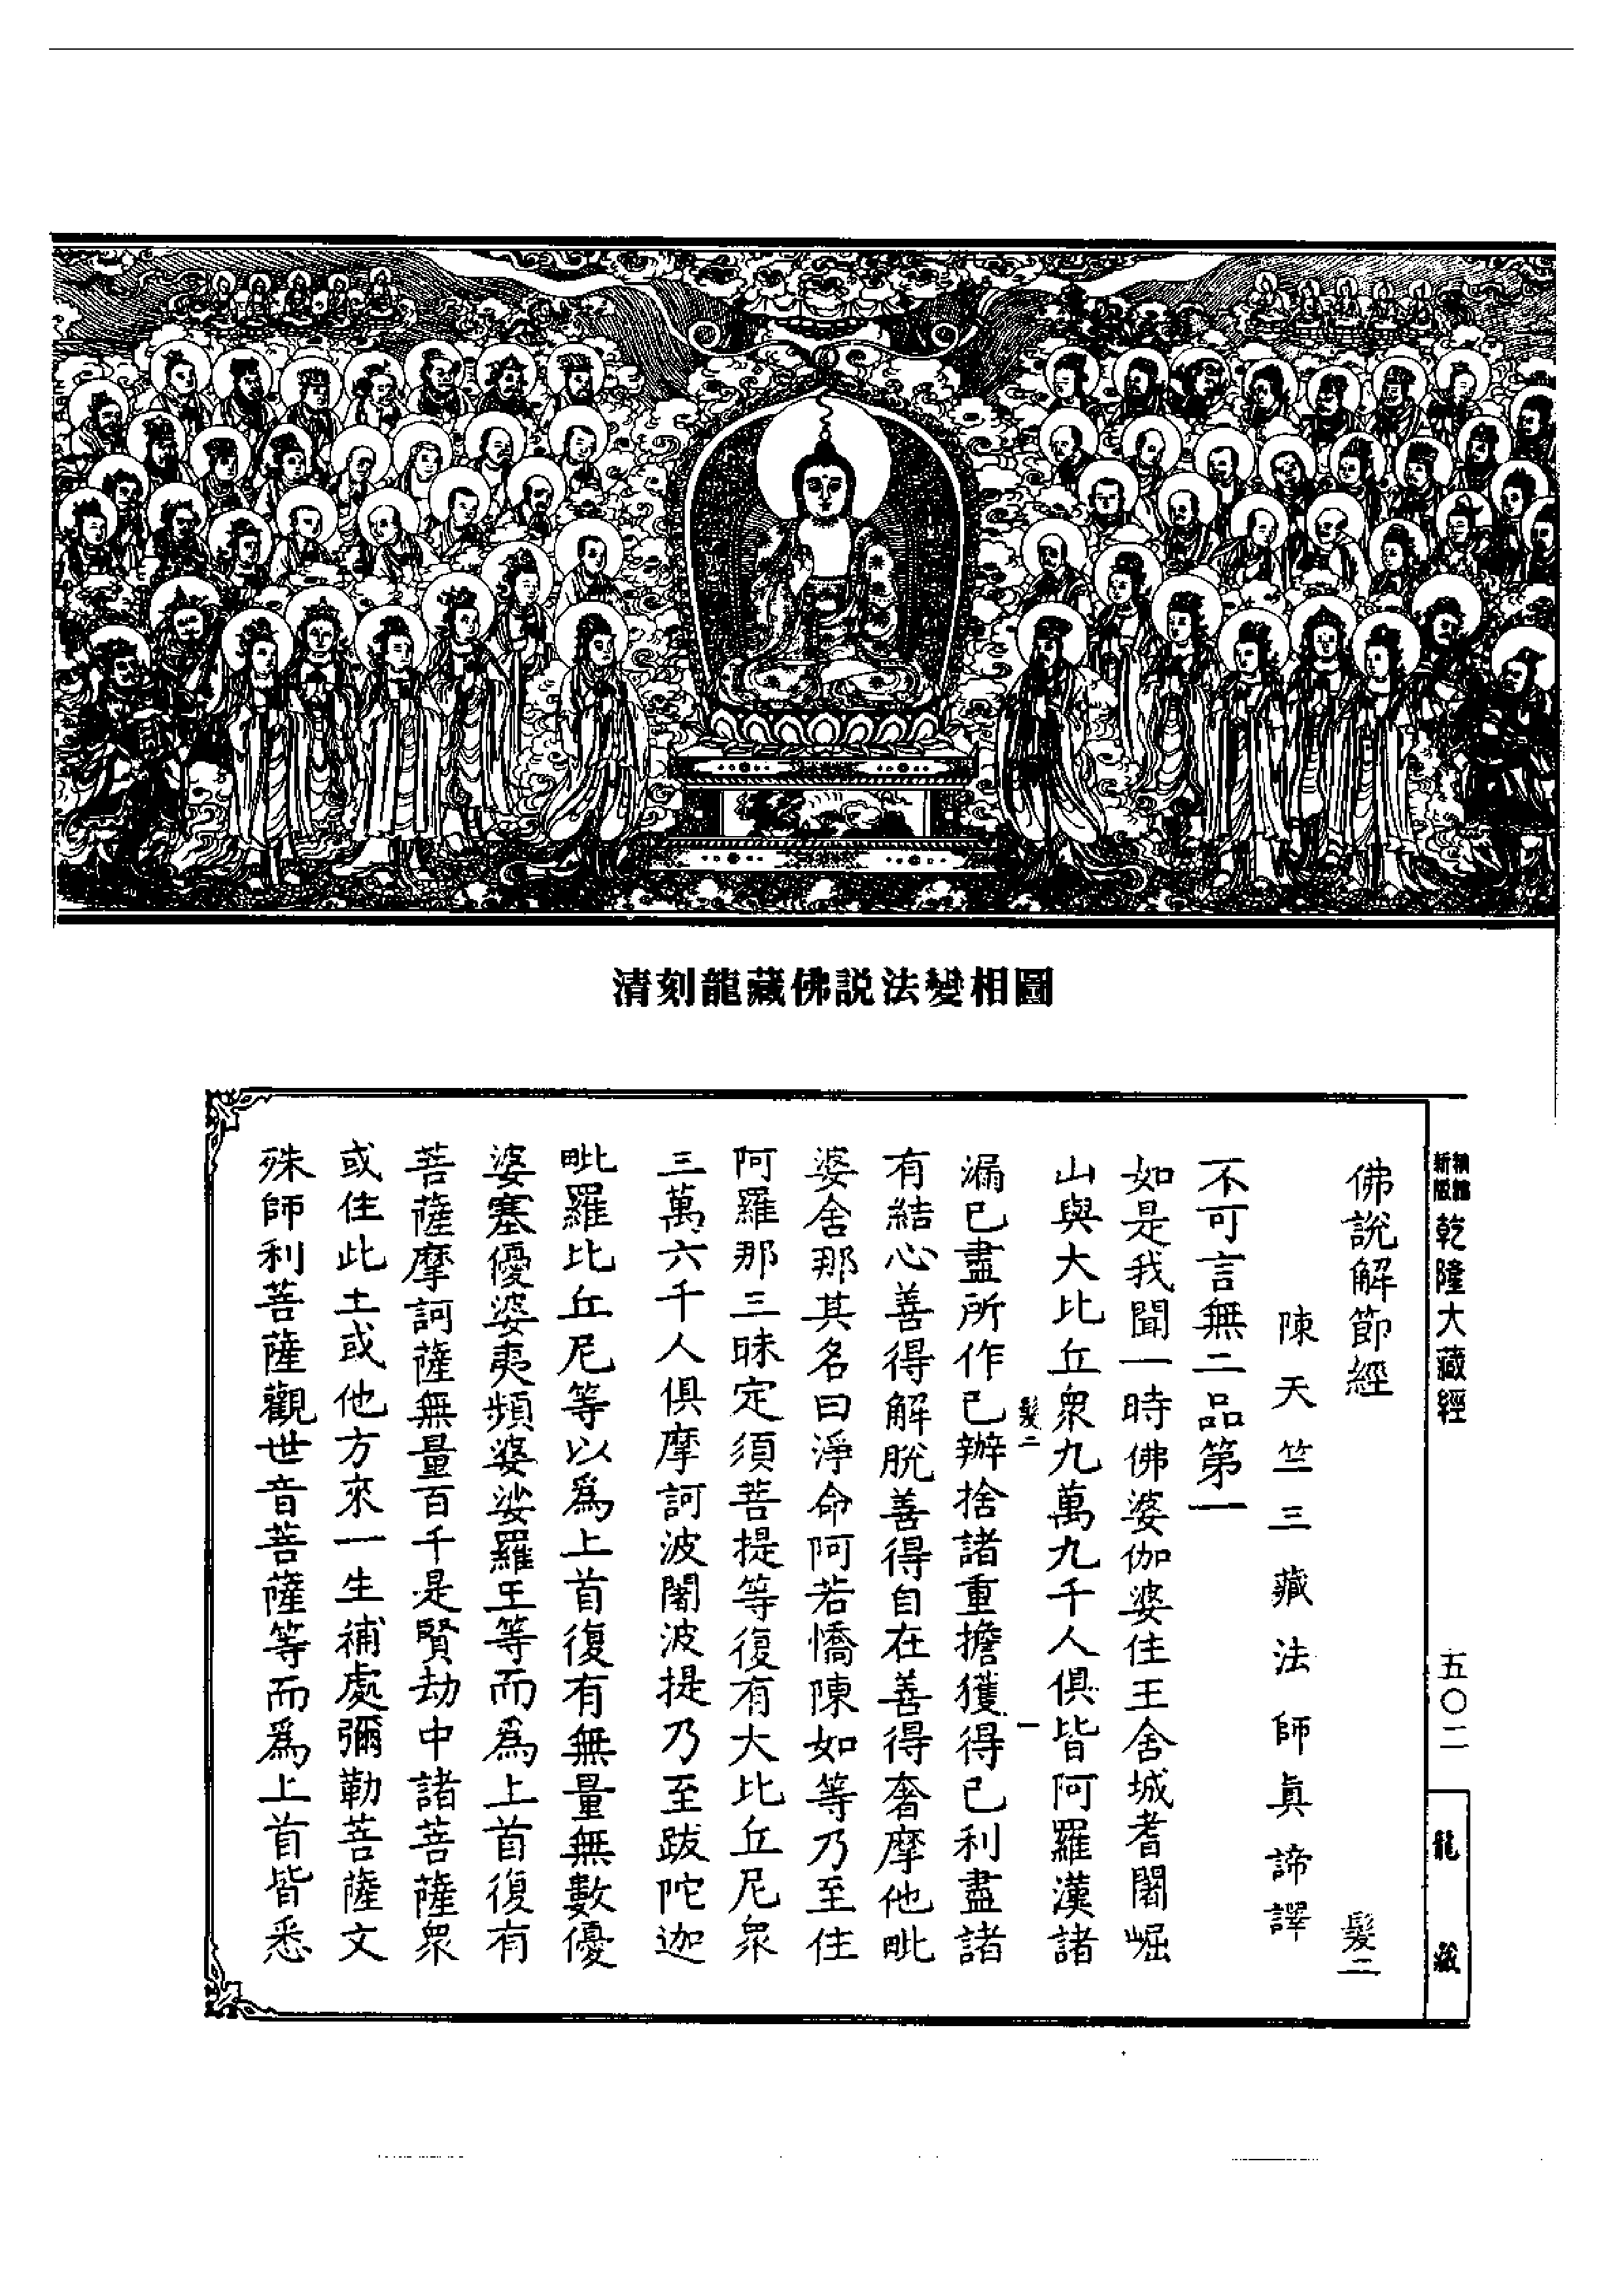 清刻龍藏佛説法變相圖
新版
精錦
乾隆大藏經
五〇二
龍藏
佛說解節經
髮二
陳天竺三藏法師真諦譯
不可言無二品第一
如是我聞一時佛婆伽婆住王舍城耆闍崛
山與大比丘衆九萬九千人俱皆阿羅漢諸
髮二
一
漏已盡所作已辦捨諸重擔獲得已利盡諸
有結心善得解脫善得自在善得奢摩他毗
婆舍那其名曰淨命阿若憍陳如等乃至住
阿羅那三昧定須菩提等復有大比丘尼衆
三萬六千人俱摩訶波闍波提乃至跋陀迦
毗羅比丘尼等以爲上首復有無量無數優
婆塞優婆夷頻婆娑羅王等而爲上首復有
菩薩摩訶薩無量百千是賢劫中諸菩薩衆
或住此土或他方來一生補處彌勒菩薩文
殊師利菩薩觀世音菩薩等而爲上首皆悉